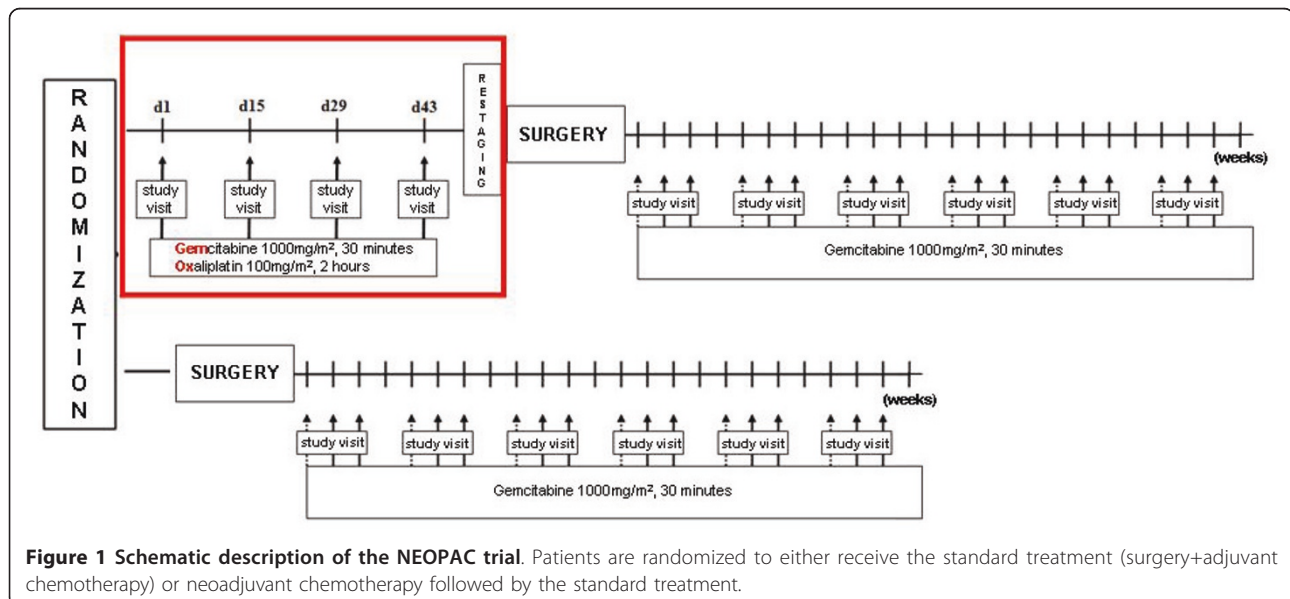 RANDOMIZATION
d1 d15 d29 d43
RESTAGING
study visit study visit study visit study visit
Gemcitabine 1000mg/m², 30 minutes
Oxaliplatin 100mg/m², 2 hours
SURGERY
(weeks)
study visit study visit study visit study visit study visit study visit
Gemcitabine 1000mg/m², 30 minutes
SURGERY
(weeks)
study visit study visit study visit study visit study visit study visit
Gemcitabine 1000mg/m², 30 minutes
Figure 1 Schematic description of the NEOPAC trial. Patients are randomized to either receive the standard treatment (surgery+adjuvant
chemotherapy) or neoadjuvant chemotherapy followed by the standard treatment.